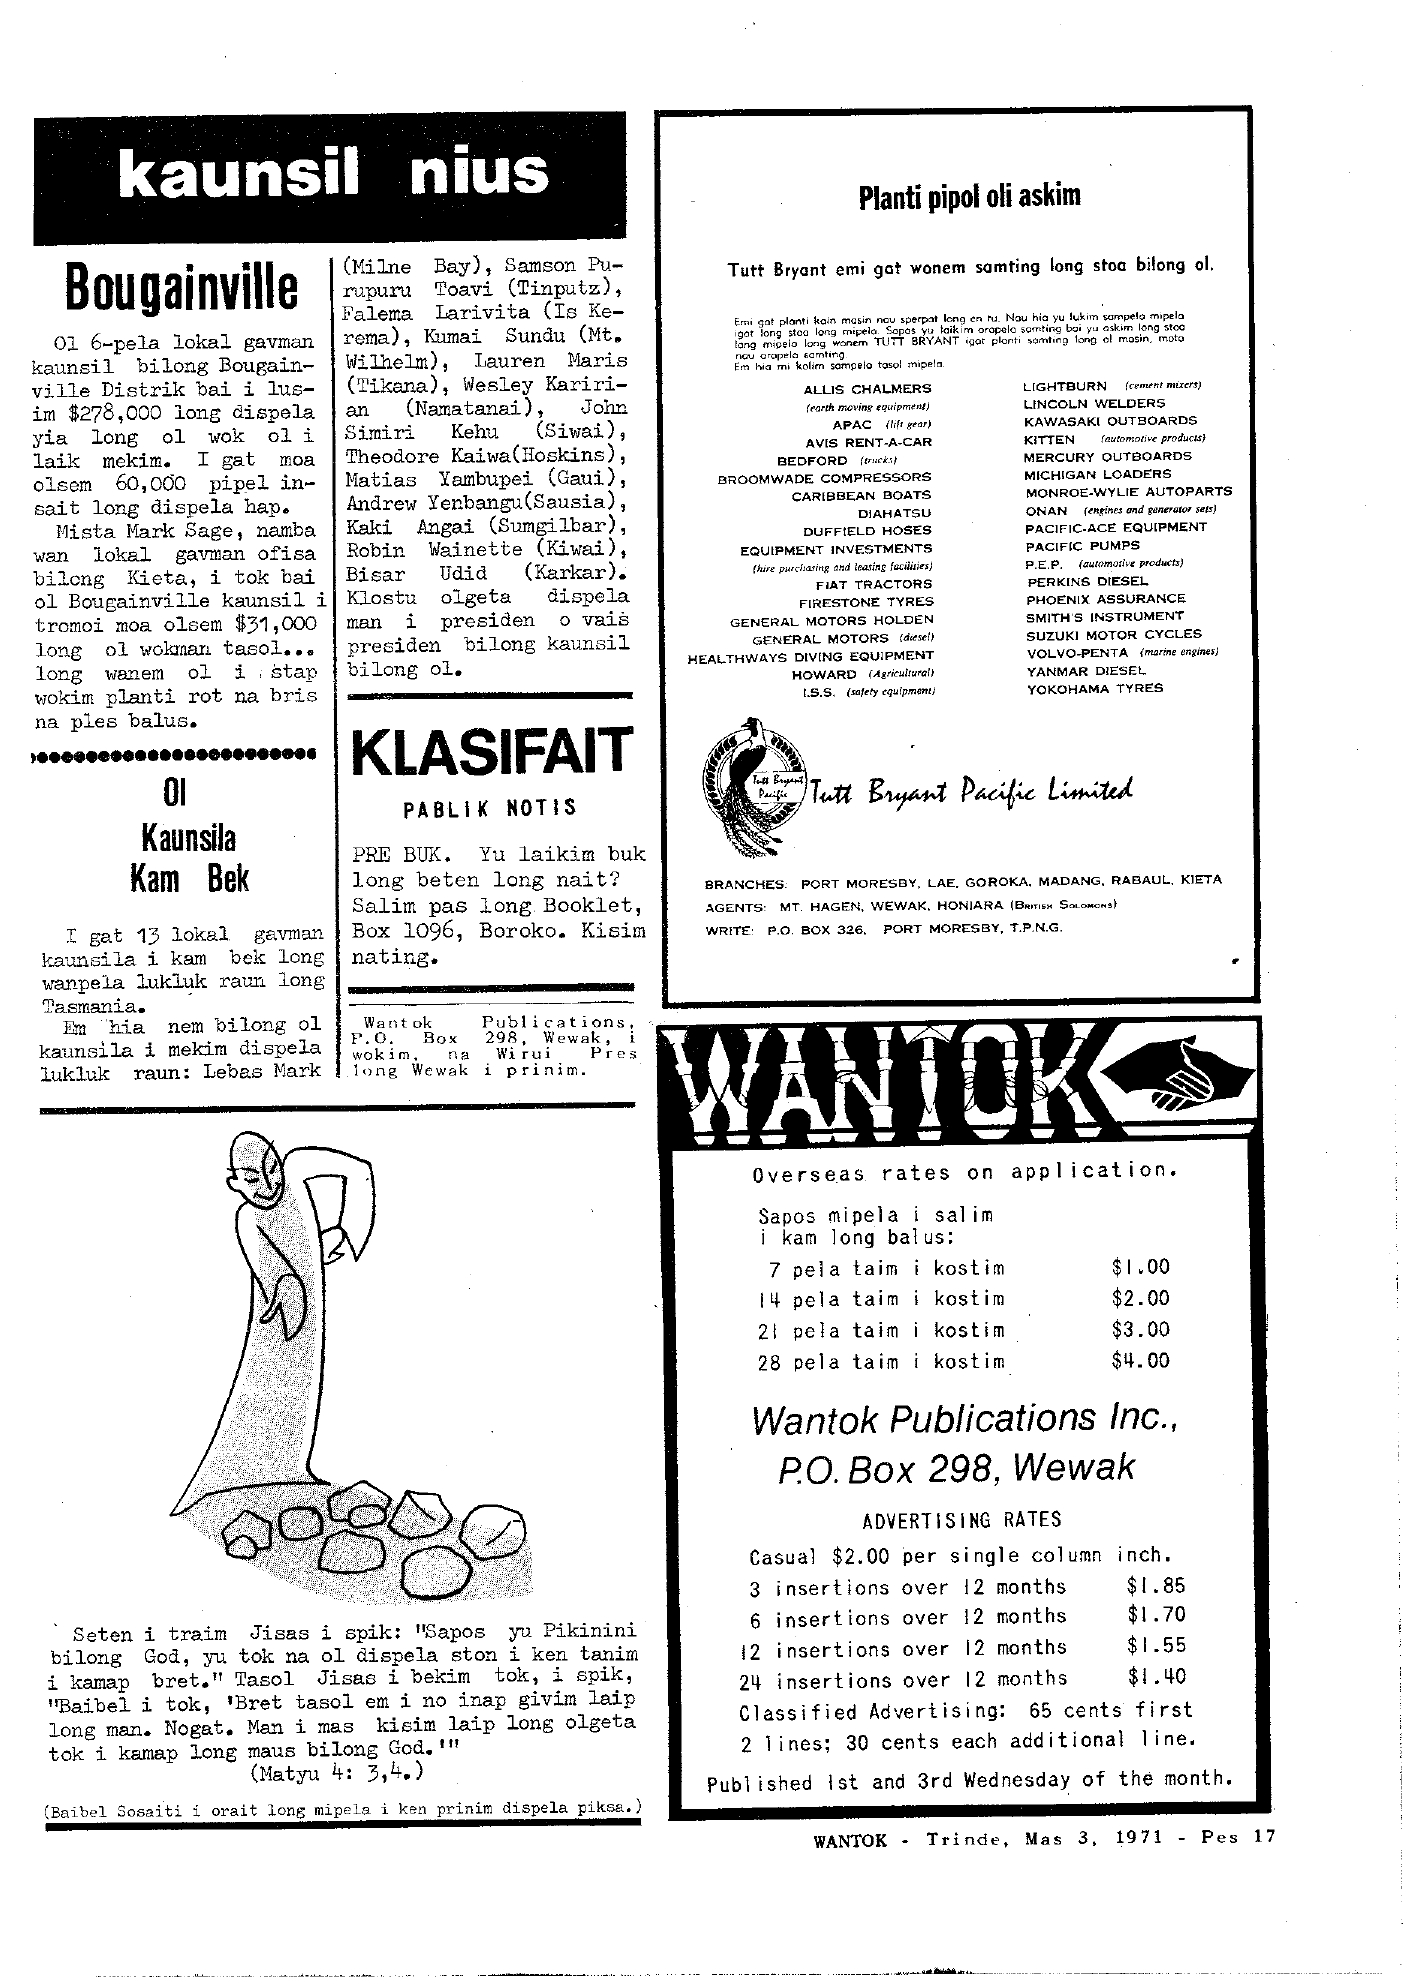 kaunsil nius
Bougainville
Ol 6-pela lokal gavman
kaunsil bilong Bougain-
ville Distrik bai i lus-
im $278,000 long dispela
yia long ol wok ol i
laik mekim. I gat moa
olsem 60,000 pipel in-
sait long dispela hap.
Mista Mark Sage, namba
wan lokal gavman ofisa
bilong Kieta, i tok bai
ol Bougainville kaunsil i
tromoi moa olsem $31,000
long ol wokman tasol...
long wanem ol i stap
wokim planti rot na bris
na ples balus.
Ol
Kaunsila
Kam Bek
I gat 13 lokal gavman
kaunsila i kam bek long
wanpela lukluk raun long
Tasmania.
Em hia nem bilong ol
kaunsila i mekim dispela
lukluk raun: Lebas Mark
(Milne Bay), Samson Pu-
rupuru Toavi (Tinputz),
Falema Larivita (Is Ke-
rema), Kumai Sundu (Mt.
Wilhelm), Lauren Maris
(Tikana), Wesley Kariri-
an (Namatanai), John
Simiri Kehu (Siwai),
Theodore Kaiwa(Hoskins),
Matias Yambupei (Gaui),
Andrew Yenbangu(Sausia),
Kaki Angai (Sumgilbar),
Robin Wainette (Kiwai),
Bisar Udid (Karkar).
Klostu olgeta dispela
man i presiden o vais
presiden bilong kaunsil
bilong ol.
KLASIFAIT
PABLIK NOTIS
PRE BUK. Yu laikim buk
long beten long nait?
Salim pas long Booklet,
Box 1096, Boroko. Kisim
nating.
Wantok Publications,
P.O. Box 298, Wewak, i
wokim, na Wirui Pres
long Wewak i prinim.
Seten i traim Jisas i spik: "Sapos yu Pikinini
bilong God, yu tok na ol dispela ston i ken tanim
i kamap bret." Tasol Jisas i bekim tok, i spik,
"Baibel i tok, 'Bret tasol em i no inap givim laip
long man. Nogat. Man i mas kisim laip long olgeta
tok i kamap long maus bilong God.'"
(Matyu 4: 3,4.)
(Baibel Sosaiti i orait long mipela i ken prinim dispela piksa.)
Planti pipol oli askim
Tutt Bryant emi gat wonem samting long stoa bilong ol.
Emi gat planti kain masin nau sperpat long en tu. Nau hia yu lukim sampela mipela
igat long stoa long mipela. Sapos yu laikim arapela samting bai yu askim long stoa
long mipela long wonem TUTT BRYANT igat planti samting long ol masin, mota
nau arapela samting.
Em hia mi kolim sampela tasol mipela.
ALLIS CHALMERS
(earth moving equipment)
APAC (lift gear)
AVIS RENT-A-CAR
BEDFORD (trucks)
BROOMWADE COMPRESSORS
CARIBBEAN BOATS
DIAHATSU
DUFFIELD HOSES
EQUIPMENT INVESTMENTS
(hire purchasing and leasing facilities)
FIAT TRACTORS
FIRESTONE TYRES
GENERAL MOTORS HOLDEN
GENERAL MOTORS (diesel)
HEALTHWAYS DIVING EQUIPMENT
HOWARD (Agricultural)
I.S.S. (safety equipment)
LIGHTBURN (cement mixers)
LINCOLN WELDERS
KAWASAKI OUTBOARDS
KITTEN (automotive products)
MERCURY OUTBOARDS
MICHIGAN LOADERS
MONROE-WYLIE AUTOPARTS
ONAN (engines and generator sets)
PACIFIC-ACE EQUIPMENT
PACIFIC PUMPS
P.E.P. (automotive products)
PERKINS DIESEL
PHOENIX ASSURANCE
SMITH'S INSTRUMENT
SUZUKI MOTOR CYCLES
VOLVO-PENTA (marine engines)
YANMAR DIESEL
YOKOHAMA TYRES
Tutt Bryant
Pacific
Tutt Bryant Pacific Limited
BRANCHES: PORT MORESBY, LAE, GOROKA, MADANG, RABAUL, KIETA
AGENTS: MT. HAGEN, WEWAK, HONIARA (BRITISH SOLOMONS)
WRITE: P.O. BOX 326, PORT MORESBY, T.P.N.G.
WANTOK
Overseas rates on application.
Sapos mipela i salim
i kam long balus:
7 pela taim i kostim $1.00
14 pela taim i kostim $2.00
21 pela taim i kostim $3.00
28 pela taim i kostim $4.00
Wantok Publications Inc.,
P.O. Box 298, Wewak
ADVERTISING RATES
Casual $2.00 per single column inch.
3 insertions over 12 months $1.85
6 insertions over 12 months $1.70
12 insertions over 12 months $1.55
24 insertions over 12 months $1.40
Classified Advertising: 65 cents first
2 lines; 30 cents each additional line.
Published 1st and 3rd Wednesday of the month.
WANTOK - Trinde, Mas 3, 1971 - Pes 17